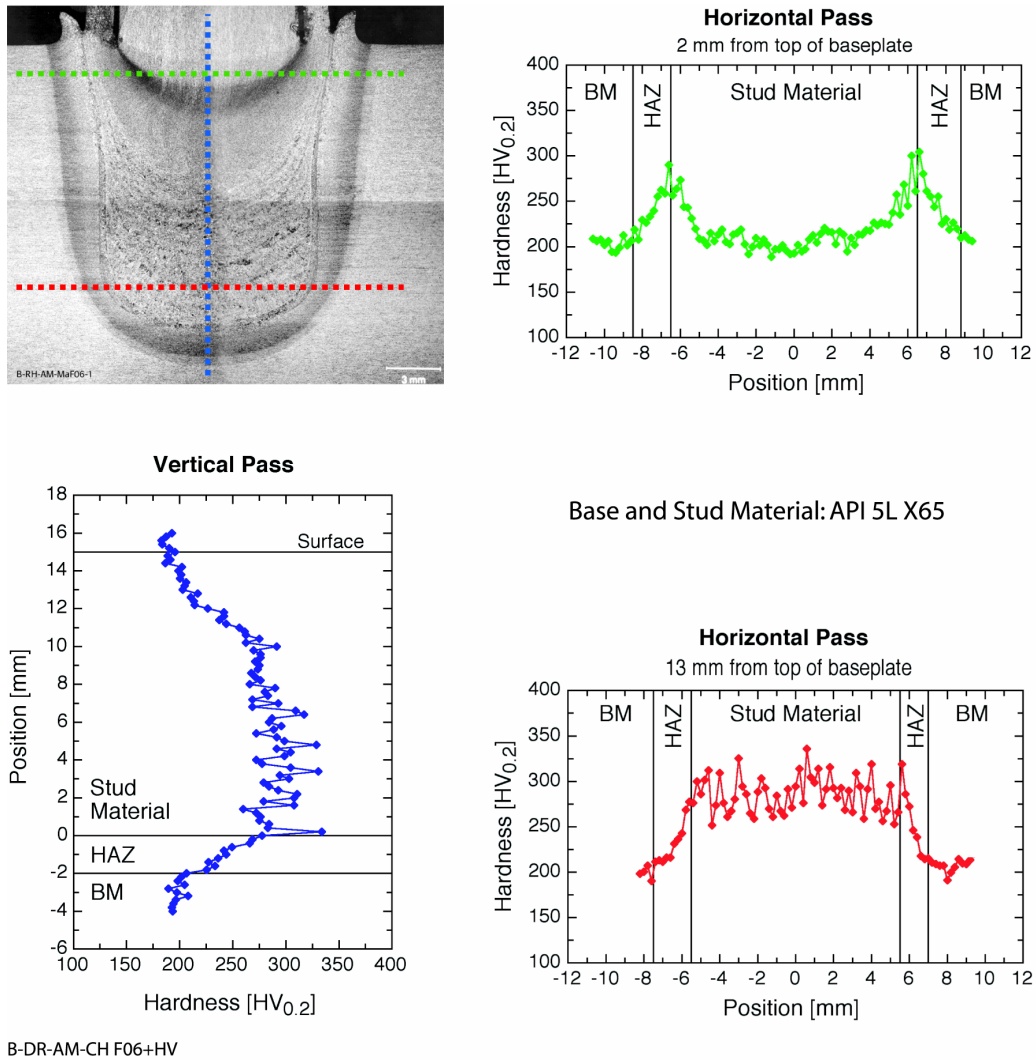 B-RH-AM-MaF06-1
3 mm
Horizontal Pass
2 mm from top of baseplate
400
350
300
250
200
150
100
Hardness [HV0.2]
BM
HAZ
Stud Material
HAZ
BM
-12 -10 -8 -6 -4 -2 0 2 4 6 8 10 12
Position [mm]
Vertical Pass
18
16
14
12
10
8
6
4
2
0
-2
-4
-6
Position [mm]
Surface
Stud
Material
HAZ
BM
100 150 200 250 300 350 400
Hardness [HV0.2]
Base and Stud Material: API 5L X65
Horizontal Pass
13 mm from top of baseplate
400
350
300
250
200
150
100
Hardness [HV0.2]
BM
HAZ
Stud Material
HAZ
BM
-12 -10 -8 -6 -4 -2 0 2 4 6 8 10 12
Position [mm]
B-DR-AM-CH F06+HV